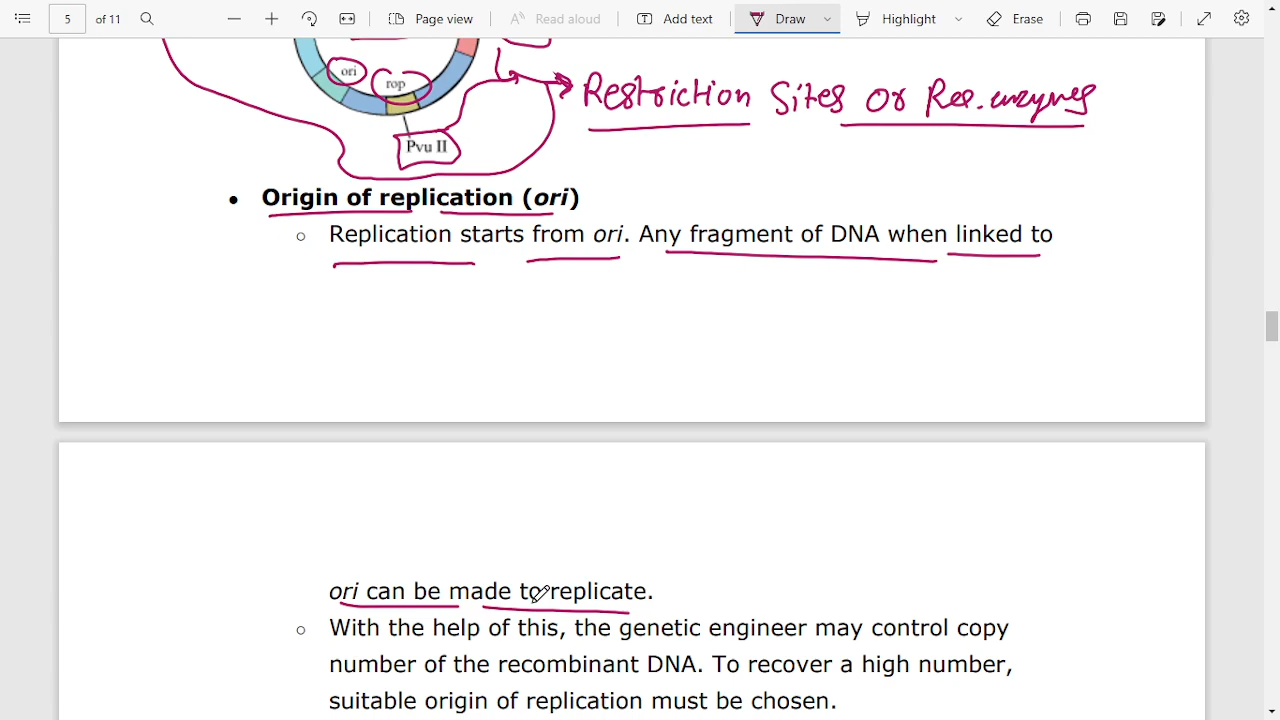 5 of 11 Page view Read aloud Add text Draw Highlight Erase
ori
rop
Restriction Sites Or Res. enzymes
Pvu II
• Origin of replication (ori)
○ Replication starts from ori. Any fragment of DNA when linked to
ori can be made to replicate.
○ With the help of this, the genetic engineer may control copy
number of the recombinant DNA. To recover a high number,
suitable origin of replication must be chosen.